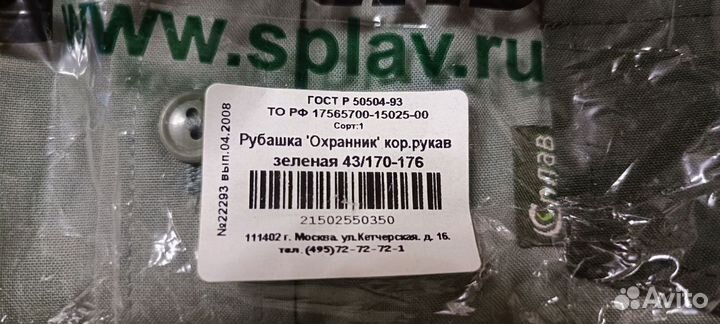 www.splav.ru
ГОСТ Р 50504-93
ТО РФ 17565700-15025-00
Сорт:1
Рубашка 'Охранник' кор.рукав
зеленая 43/170-176
21502550350
111402 г. Москва. ул.Кетчерская. д. 16.
тел. (495)72-72-72-1
№22293 вып.04.2008
Сплав
Avito